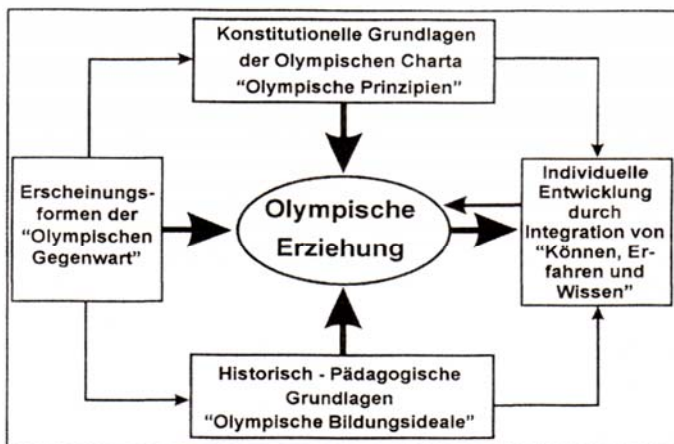 Konstitutionelle Grundlagen
der Olympischen Charta
“Olympische Prinzipien”
Erscheinungs-
formen der
“Olympischen
Gegenwart”
Olympische
Erziehung
Individuelle
Entwicklung
durch
Integration von
“Können, Er-
fahren und
Wissen”
Historisch - Pädagogische
Grundlagen
“Olympische Bildungsideale”